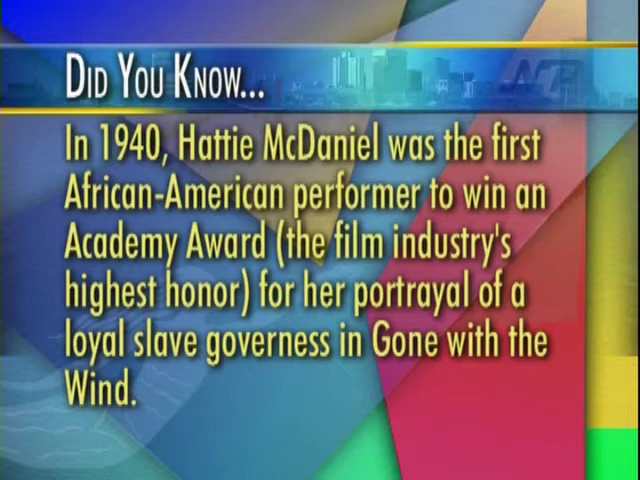 Did You Know...
In 1940, Hattie McDaniel was the first
African-American performer to win an
Academy Award (the film industry's
highest honor) for her portrayal of a
loyal slave governess in Gone with the
Wind.